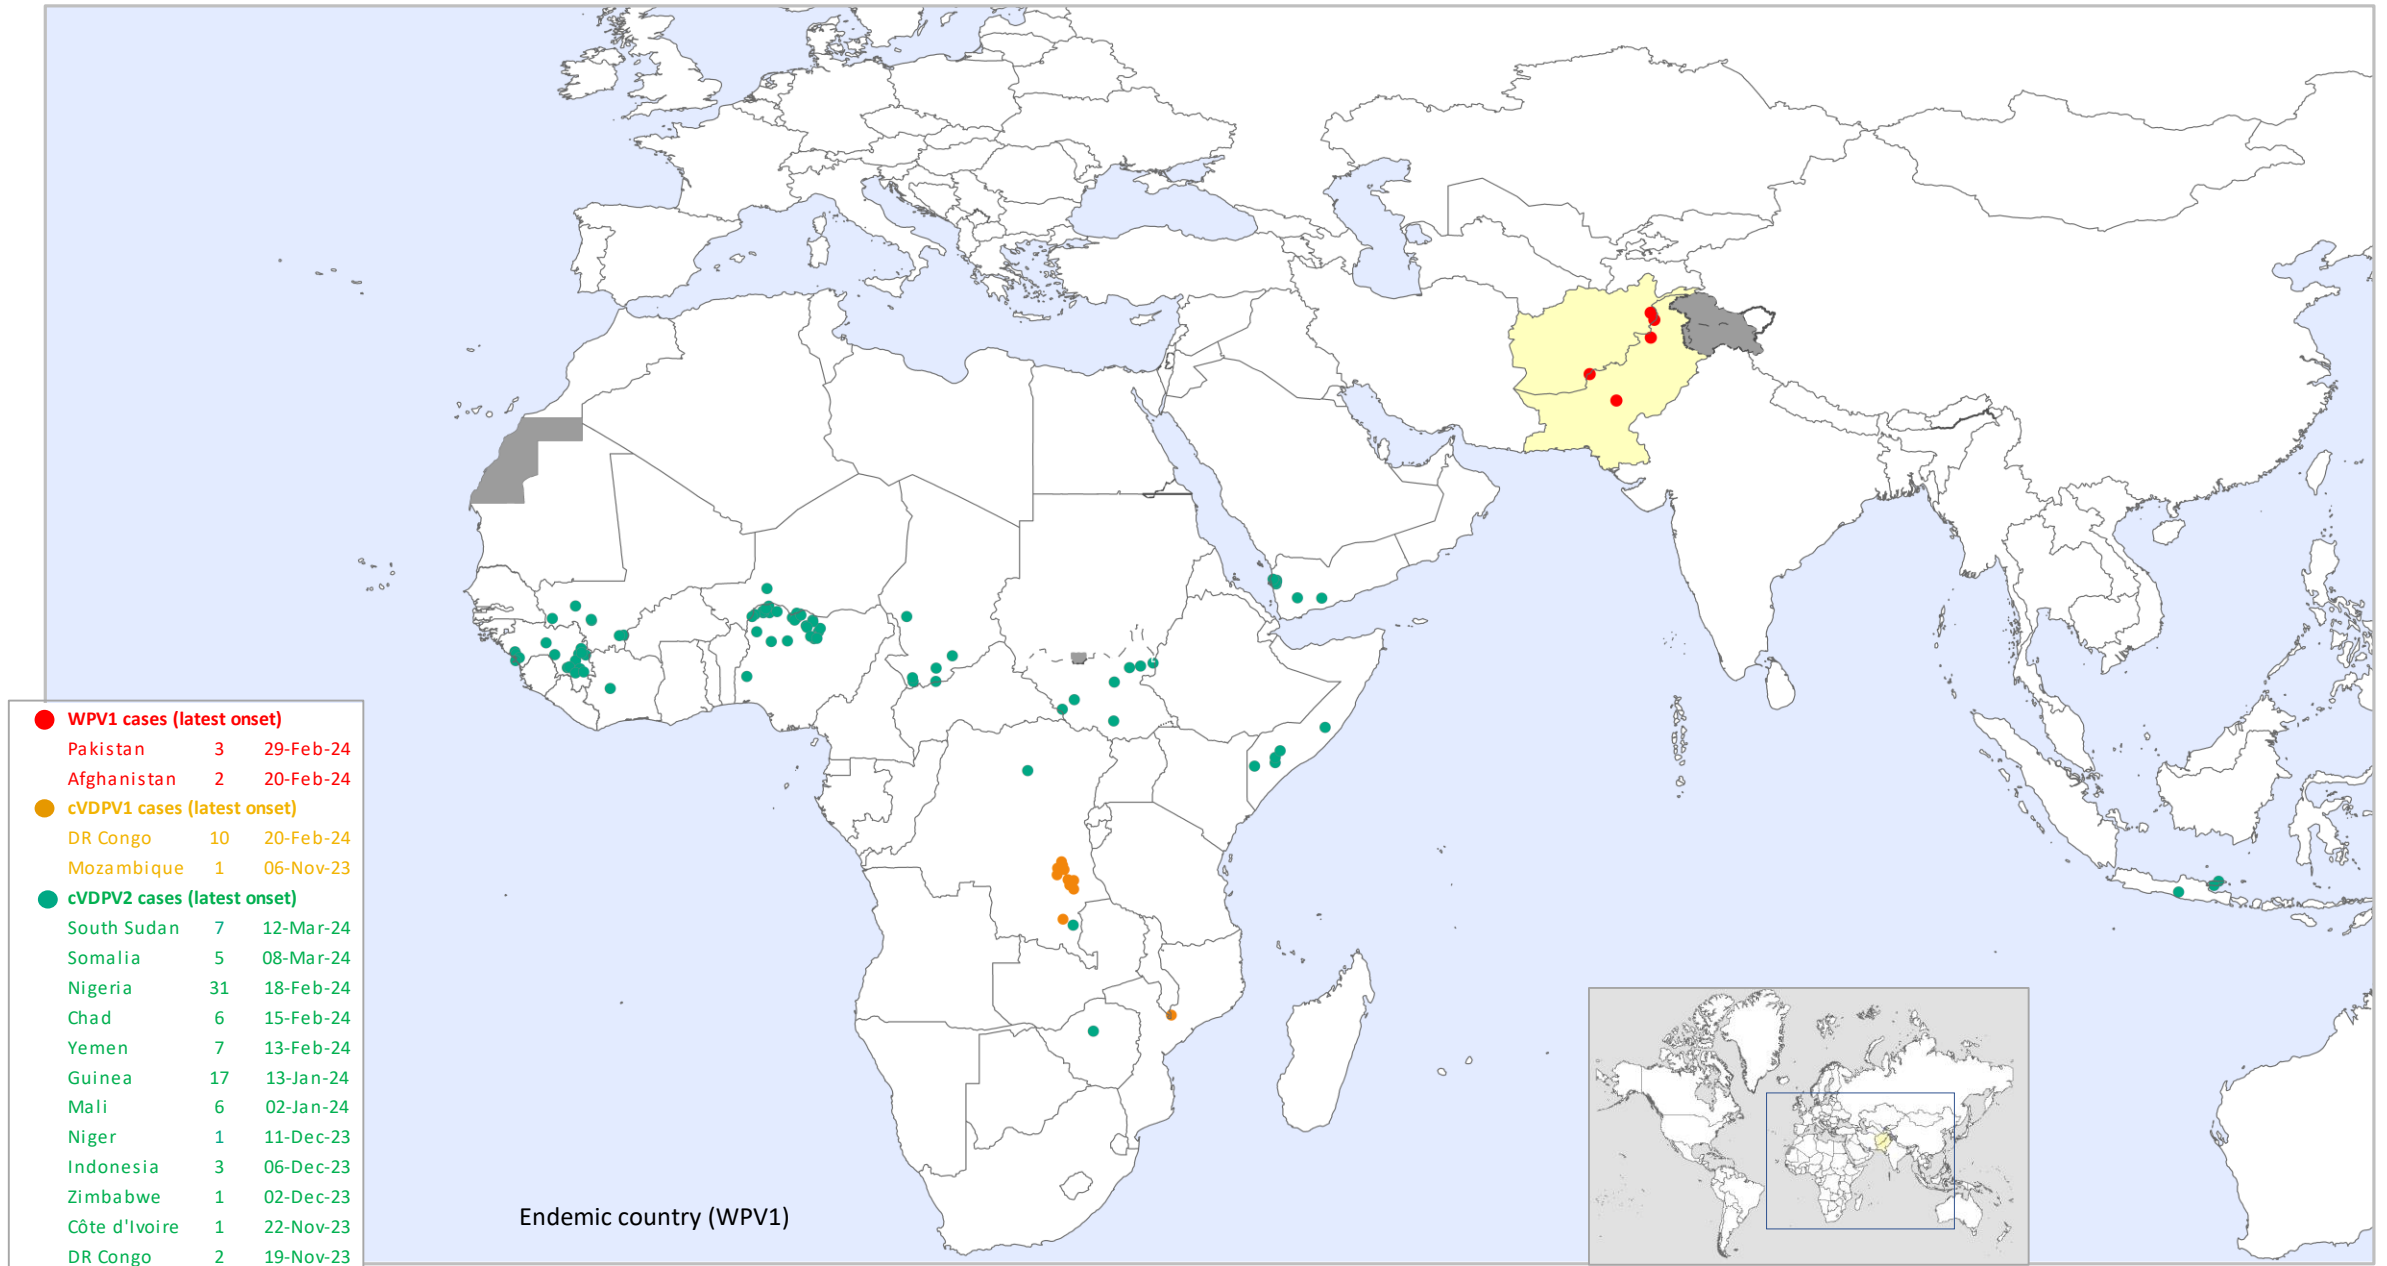 WPV1 cases (latest onset)
Pakistan 3 29-Feb-24
Afghanistan 2 20-Feb-24
cVDPV1 cases (latest onset)
DR Congo 10 20-Feb-24
Mozambique 1 06-Nov-23
cVDPV2 cases (latest onset)
South Sudan 7 12-Mar-24
Somalia 5 08-Mar-24
Nigeria 31 18-Feb-24
Chad 6 15-Feb-24
Yemen 7 13-Feb-24
Guinea 17 13-Jan-24
Mali 6 02-Jan-24
Niger 1 11-Dec-23
Indonesia 3 06-Dec-23
Zimbabwe 1 02-Dec-23
Côte d'Ivoire 1 22-Nov-23
DR Congo 2 19-Nov-23
Endemic country (WPV1)